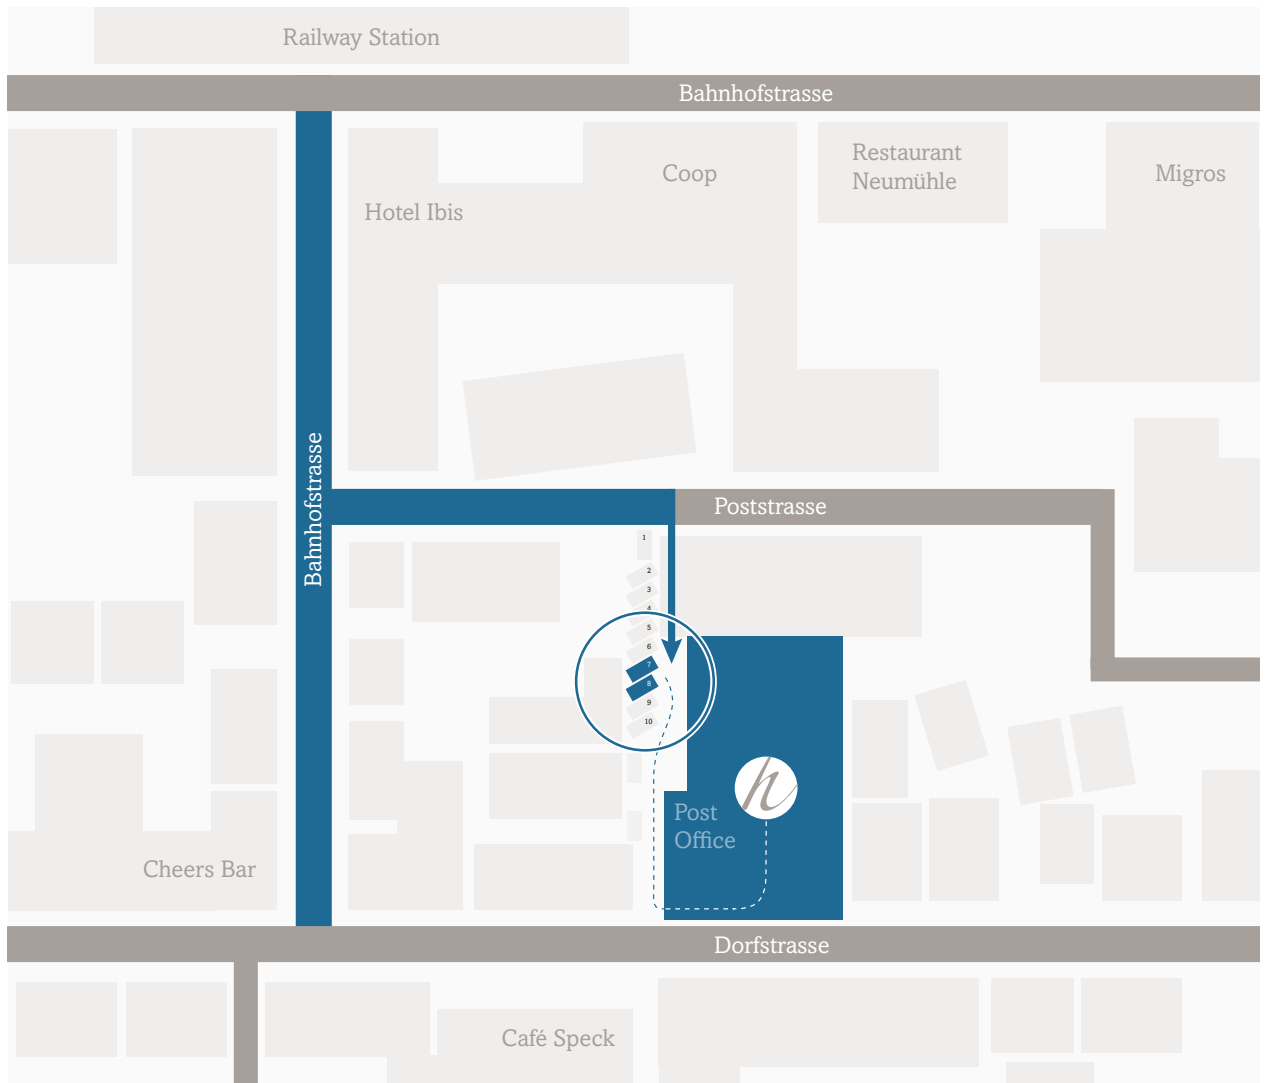 Railway Station
Bahnhofstrasse
Restaurant
Neumühle
Coop
Migros
Hotel Ibis
Bahnhofstrasse
Poststrasse
1
2
3
4
5
6
7
8
9
10
h
Post
Office
Cheers Bar
Dorfstrasse
Café Speck